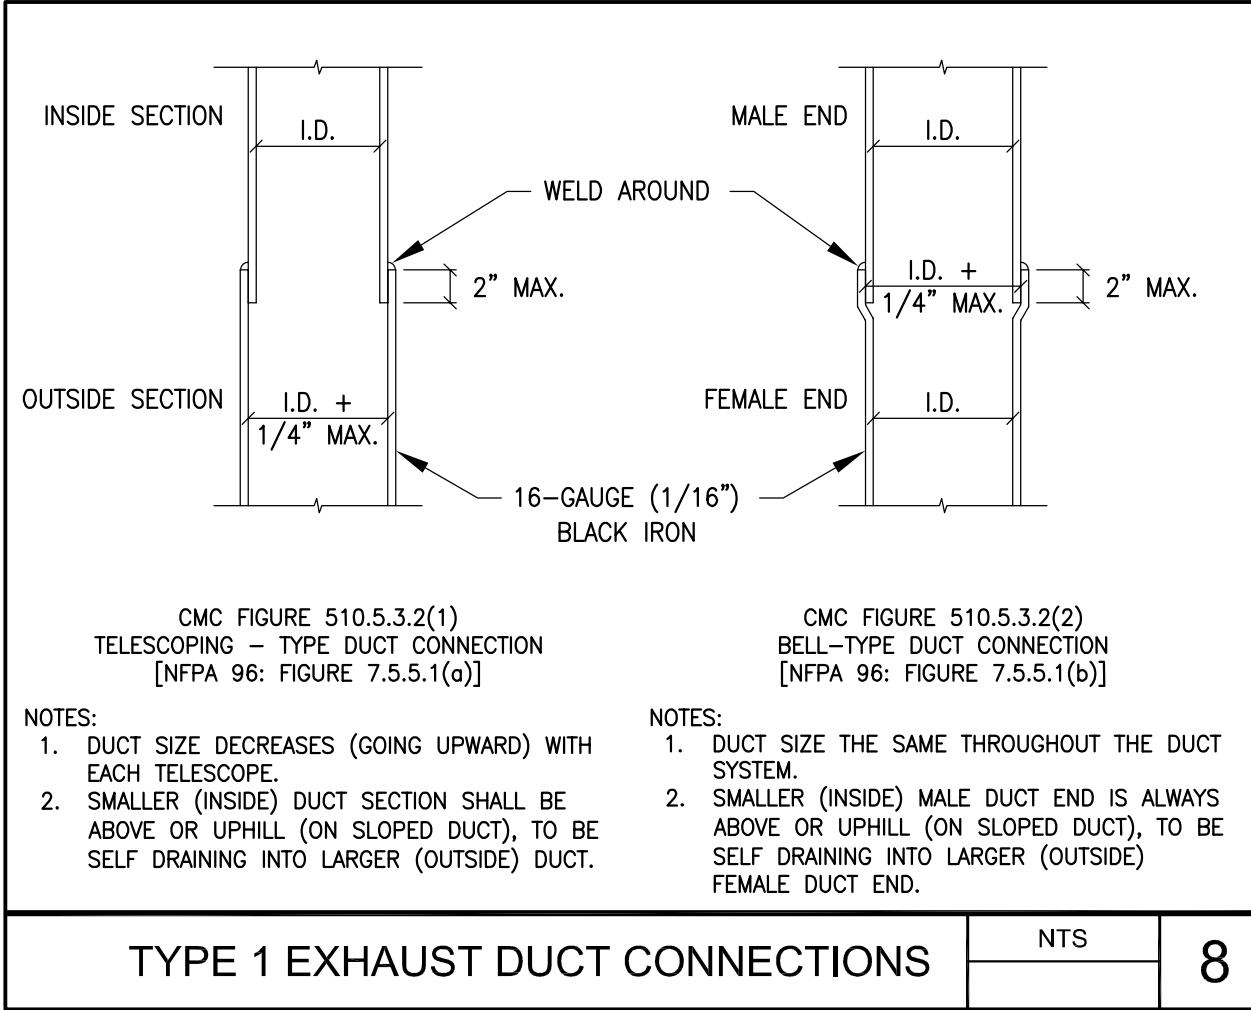 INSIDE SECTION
I.D.
MALE END
I.D.
WELD AROUND
2” MAX.
I.D. +
1/4” MAX.
2” MAX.
OUTSIDE SECTION
I.D. +
1/4” MAX.
FEMALE END
I.D.
16–GAUGE (1/16”)
BLACK IRON
CMC FIGURE 510.5.3.2(1)
TELESCOPING – TYPE DUCT CONNECTION
[NFPA 96: FIGURE 7.5.5.1(a)]
NOTES:
1. DUCT SIZE DECREASES (GOING UPWARD) WITH
EACH TELESCOPE.
2. SMALLER (INSIDE) DUCT SECTION SHALL BE
ABOVE OR UPHILL (ON SLOPED DUCT), TO BE
SELF DRAINING INTO LARGER (OUTSIDE) DUCT.
CMC FIGURE 510.5.3.2(2)
BELL–TYPE DUCT CONNECTION
[NFPA 96: FIGURE 7.5.5.1(b)]
NOTES:
1. DUCT SIZE THE SAME THROUGHOUT THE DUCT
SYSTEM.
2. SMALLER (INSIDE) MALE DUCT END IS ALWAYS
ABOVE OR UPHILL (ON SLOPED DUCT), TO BE
SELF DRAINING INTO LARGER (OUTSIDE)
FEMALE DUCT END.
TYPE 1 EXHAUST DUCT CONNECTIONS
NTS
8